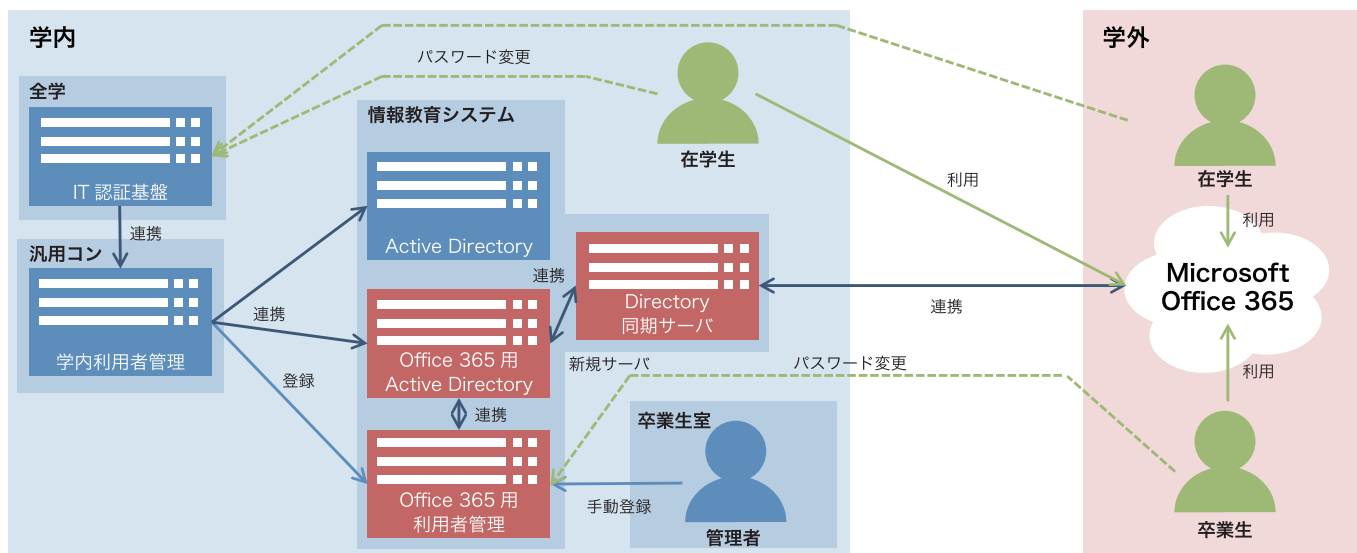 学内
学外
パスワード変更
全学
IT 認証基盤
連携
汎用コン
学内利用者管理
情報教育システム
Active Directory
在学生
利用
在学生
利用
連携
連携
Directory
同期サーバ
連携
Microsoft
Office 365
Office 365 用
Active Directory
新規サーバ
パスワード変更
利用
登録
連携
卒業生室
Office 365 用
利用者管理
手動登録
管理者
卒業生